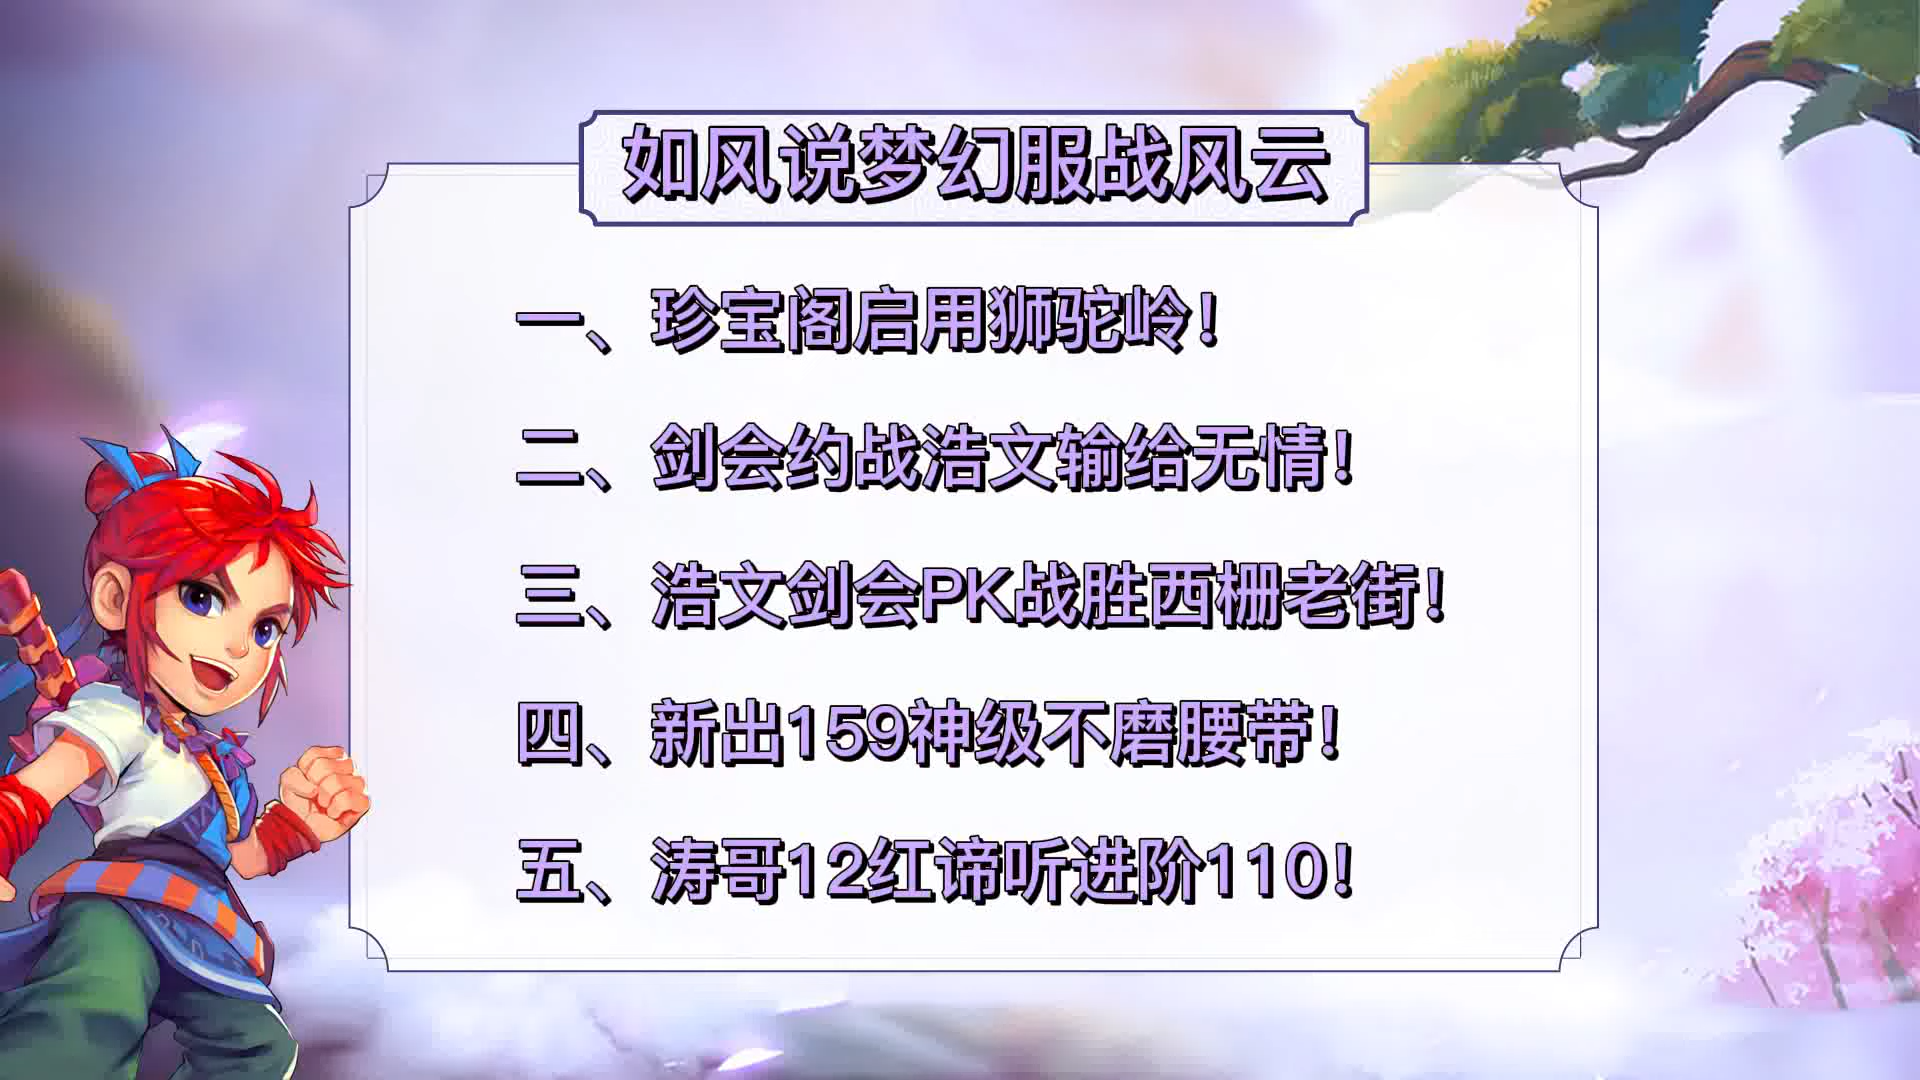 如风说梦幻服战风云
一、珍宝阁启用狮驼岭！
二、剑会约战浩文输给无情！
三、浩文剑会PK战胜西栅老街！
四、新出159神级不磨腰带！
五、涛哥12红谛听进阶110！